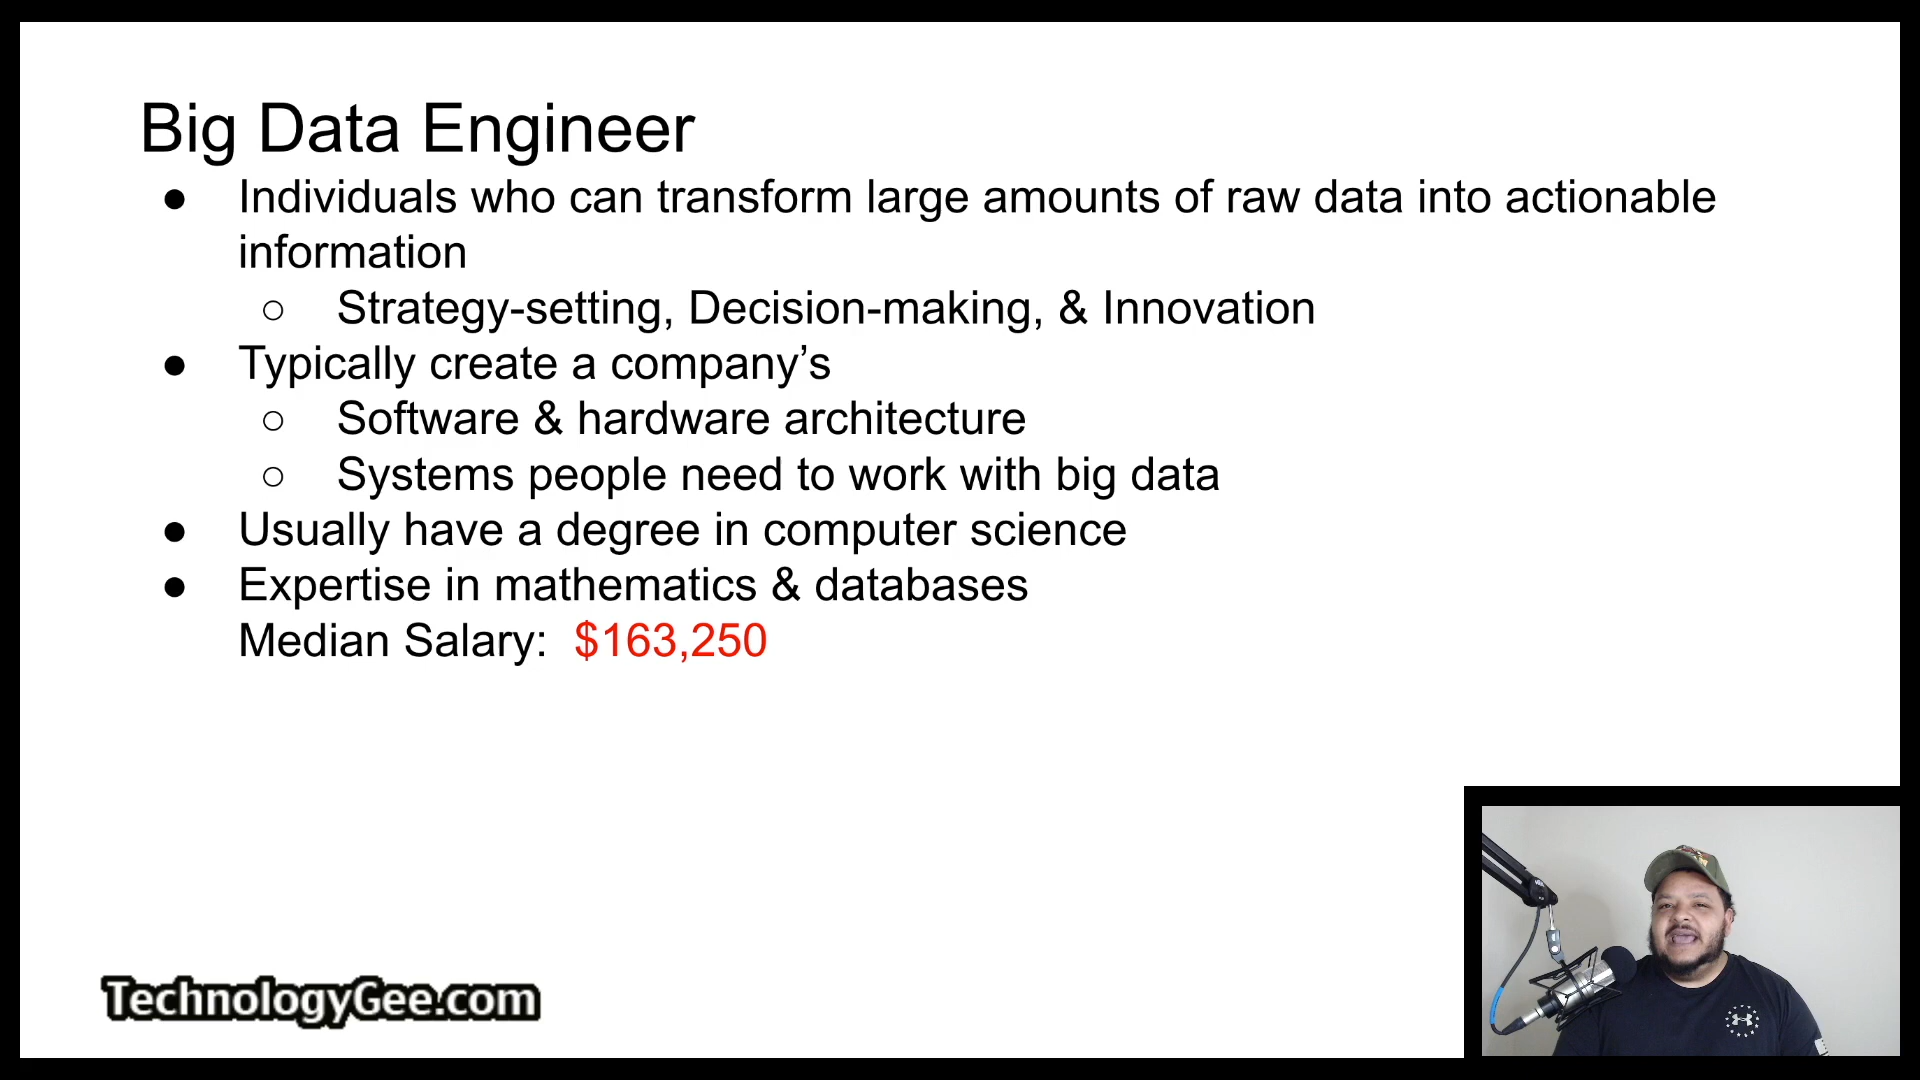 Big Data Engineer
● Individuals who can transform large amounts of raw data into actionable
information
○ Strategy-setting, Decision-making, & Innovation
● Typically create a company’s
○ Software & hardware architecture
○ Systems people need to work with big data
● Usually have a degree in computer science
● Expertise in mathematics & databases
Median Salary: $163,250
TechnologyGee.com